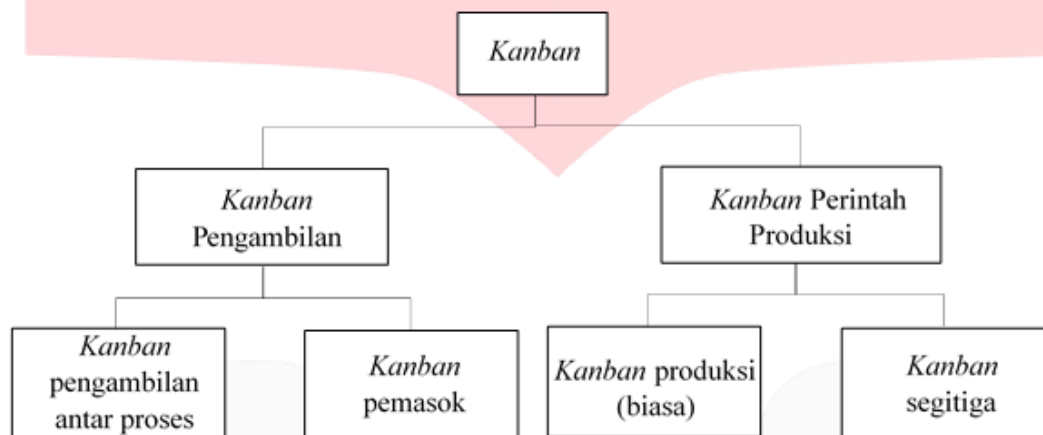 Kanban
Kanban
Pengambilan
Kanban Perintah
Produksi
Kanban
pengambilan
antar proses
Kanban
pemasok
Kanban produksi
(biasa)
Kanban
segitiga